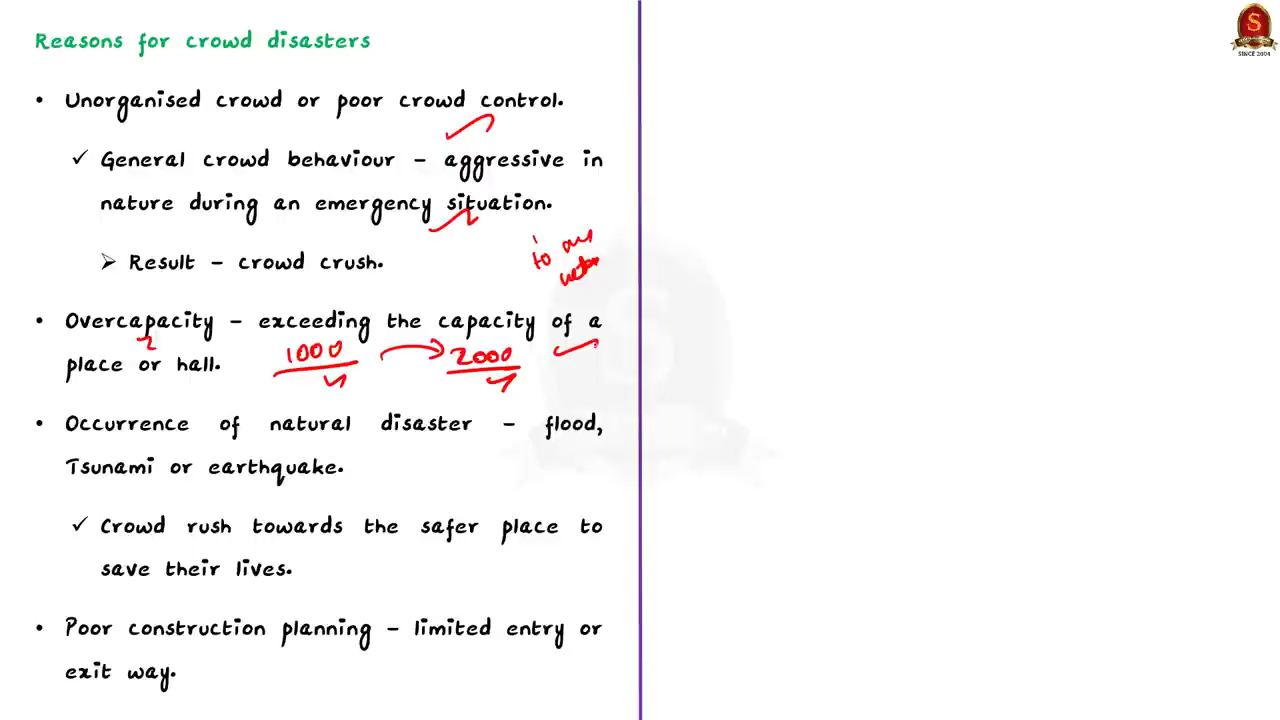 Reasons for crowd disasters
S
SINCE 2004
• Unorganised crowd or poor crowd control.
✓ General crowd behaviour – aggressive in
nature during an emergency situation.
➢ Result – crowd crush.
to
• Overcapacity – exceeding the capacity of a
1000 → 2000
place or hall.
• Occurrence of natural disaster – flood,
Tsunami or earthquake.
✓ Crowd rush towards the safer place to
save their lives.
• Poor construction planning – limited entry or
exit way.